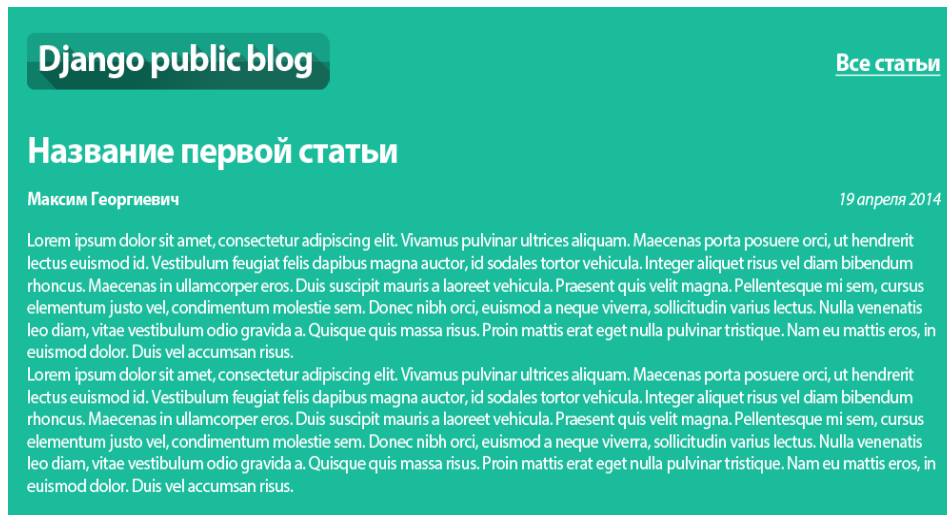 Django public blog
Все статьи
Название первой статьи
Максим Георгиевич
19 апреля 2014
Lorem ipsum dolor sit amet, consectetur adipiscing elit. Vivamus pulvinar ultrices aliquam. Maecenas porta posuere orci, ut hendrerit
lectus euismod id. Vestibulum feugiat felis dapibus magna auctor, id sodales tortor vehicula. Integer aliquet risus vel diam bibendum
rhoncus. Maecenas in ullamcorper eros. Duis suscipit mauris a laoreet vehicula. Praesent quis velit magna. Pellentesque mi sem, cursus
elementum justo vel, condimentum molestie sem. Donec nibh orci, euismod a neque viverra, sollicitudin varius lectus. Nulla venenatis
leo diam, vitae vestibulum odio gravida a. Quisque quis massa risus. Proin mattis erat eget nulla pulvinar tristique. Nam eu mattis eros, in
euismod dolor. Duis vel accumsan risus.
Lorem ipsum dolor sit amet, consectetur adipiscing elit. Vivamus pulvinar ultrices aliquam. Maecenas porta posuere orci, ut hendrerit
lectus euismod id. Vestibulum feugiat felis dapibus magna auctor, id sodales tortor vehicula. Integer aliquet risus vel diam bibendum
rhoncus. Maecenas in ullamcorper eros. Duis suscipit mauris a laoreet vehicula. Praesent quis velit magna. Pellentesque mi sem, cursus
elementum justo vel, condimentum molestie sem. Donec nibh orci, euismod a neque viverra, sollicitudin varius lectus. Nulla venenatis
leo diam, vitae vestibulum odio gravida a. Quisque quis massa risus. Proin mattis erat eget nulla pulvinar tristique. Nam eu mattis eros, in
euismod dolor. Duis vel accumsan risus.